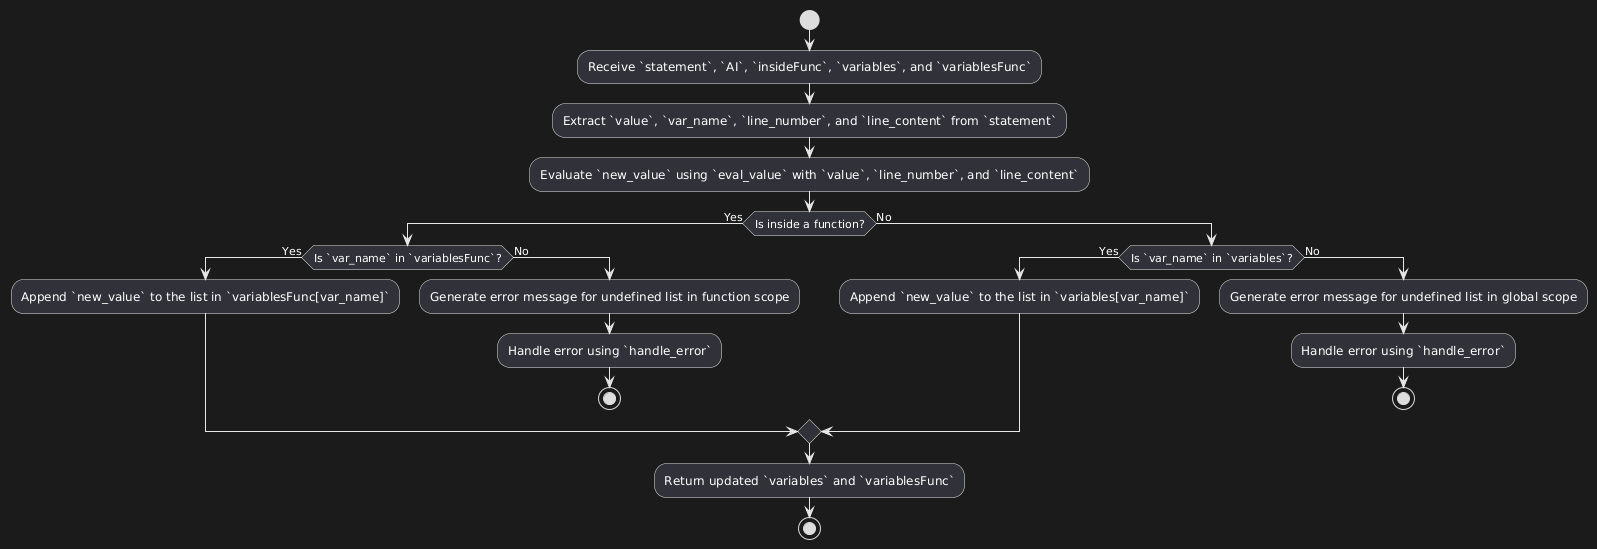 Receive `statement`, `AI`, `insideFunc`, `variables`, and `variablesFunc`
Extract `value`, `var_name`, `line_number`, and `line_content` from `statement`
Evaluate `new_value` using `eval_value` with `value`, `line_number`, and `line_content`
Yes
Is inside a function?
No
Yes
Is `var_name` in `variablesFunc`?
No
Append `new_value` to the list in `variablesFunc[var_name]`
Generate error message for undefined list in function scope
Handle error using `handle_error`
Yes
Is `var_name` in `variables`?
No
Append `new_value` to the list in `variables[var_name]`
Generate error message for undefined list in global scope
Handle error using `handle_error`
Return updated `variables` and `variablesFunc`